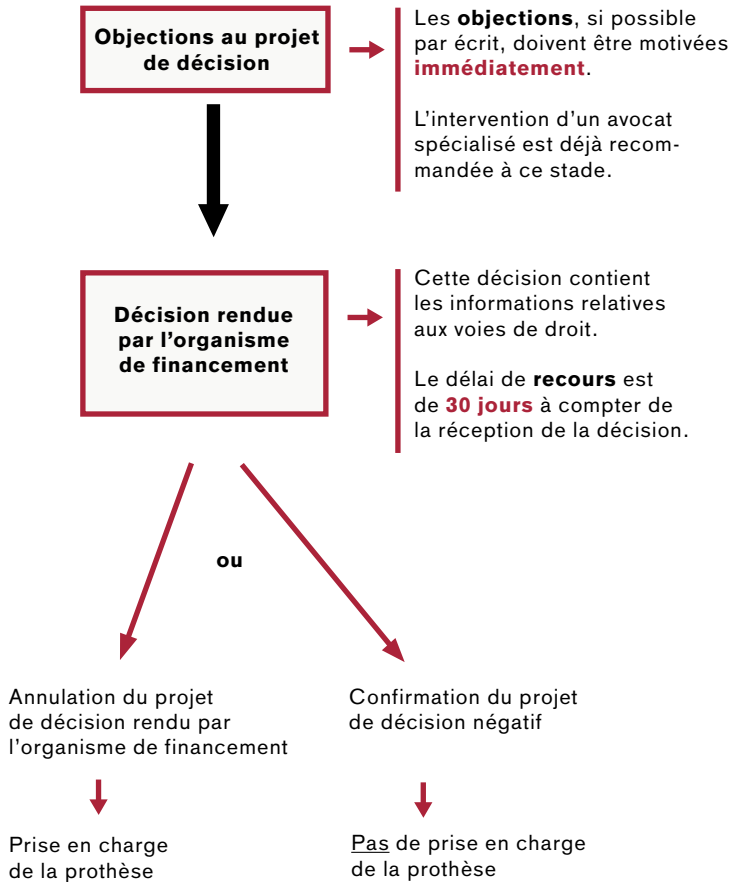 Objections au projet
de décision
Les objections, si possible
par écrit, doivent être motivées
immédiatement.
L'intervention d'un avocat
spécialisé est déjà recom-
mandée à ce stade.
Décision rendue
par l'organisme
de financement
Cette décision contient
les informations relatives
aux voies de droit.
Le délai de recours est
de 30 jours à compter de
la réception de la décision.
ou
Annulation du projet
de décision rendu par
l'organisme de financement
Confirmation du projet
de décision négatif
Prise en charge
de la prothèse
Pas de prise en charge
de la prothèse